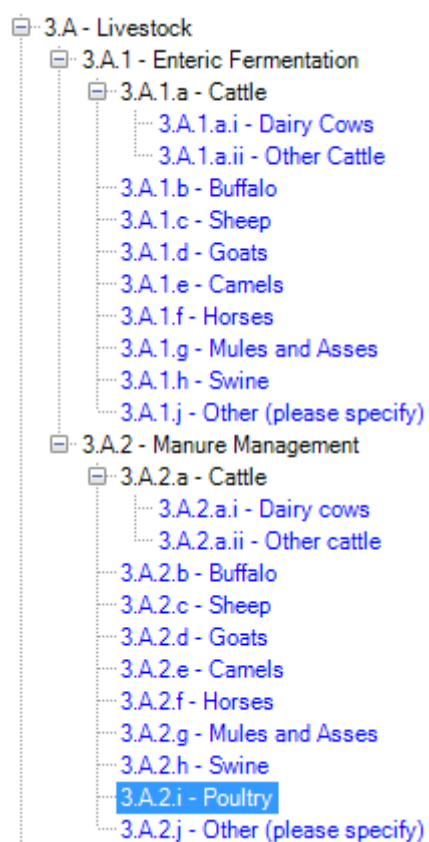 3.A - Livestock
3.A.1 - Enteric Fermentation
3.A.1.a - Cattle
3.A.1.a.i - Dairy Cows
3.A.1.a.ii - Other Cattle
3.A.1.b - Buffalo
3.A.1.c - Sheep
3.A.1.d - Goats
3.A.1.e - Camels
3.A.1.f - Horses
3.A.1.g - Mules and Asses
3.A.1.h - Swine
3.A.1.j - Other (please specify)
3.A.2 - Manure Management
3.A.2.a - Cattle
3.A.2.a.i - Dairy cows
3.A.2.a.ii - Other cattle
3.A.2.b - Buffalo
3.A.2.c - Sheep
3.A.2.d - Goats
3.A.2.e - Camels
3.A.2.f - Horses
3.A.2.g - Mules and Asses
3.A.2.h - Swine
3.A.2.i - Poultry
3.A.2.j - Other (please specify)